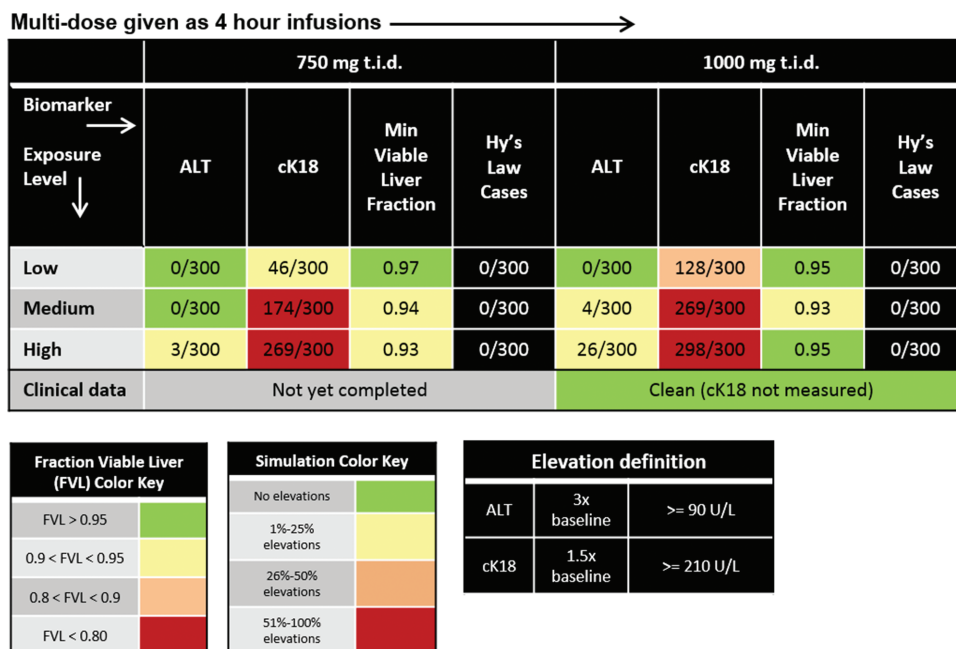 Multi-dose given as 4 hour infusions
750 mg t.i.d. 1000 mg t.i.d.
Biomarker
Exposure
Level
ALT cK18 Min Viable Liver Fraction Hy's Law Cases ALT cK18 Min Viable Liver Fraction Hy's Law Cases
Low 0/300 46/300 0.97 0/300 0/300 128/300 0.95 0/300
Medium 0/300 174/300 0.94 0/300 4/300 269/300 0.93 0/300
High 3/300 269/300 0.93 0/300 26/300 298/300 0.95 0/300
Clinical data Not yet completed Clean (cK18 not measured)
Fraction Viable Liver
(FVL) Color Key
FVL > 0.95
0.9 < FVL < 0.95
0.8 < FVL < 0.9
FVL < 0.80
Simulation Color Key
No elevations
1%-25%
elevations
26%-50%
elevations
51%-100%
elevations
Elevation definition
ALT 3x baseline >= 90 U/L
cK18 1.5x baseline >= 210 U/L